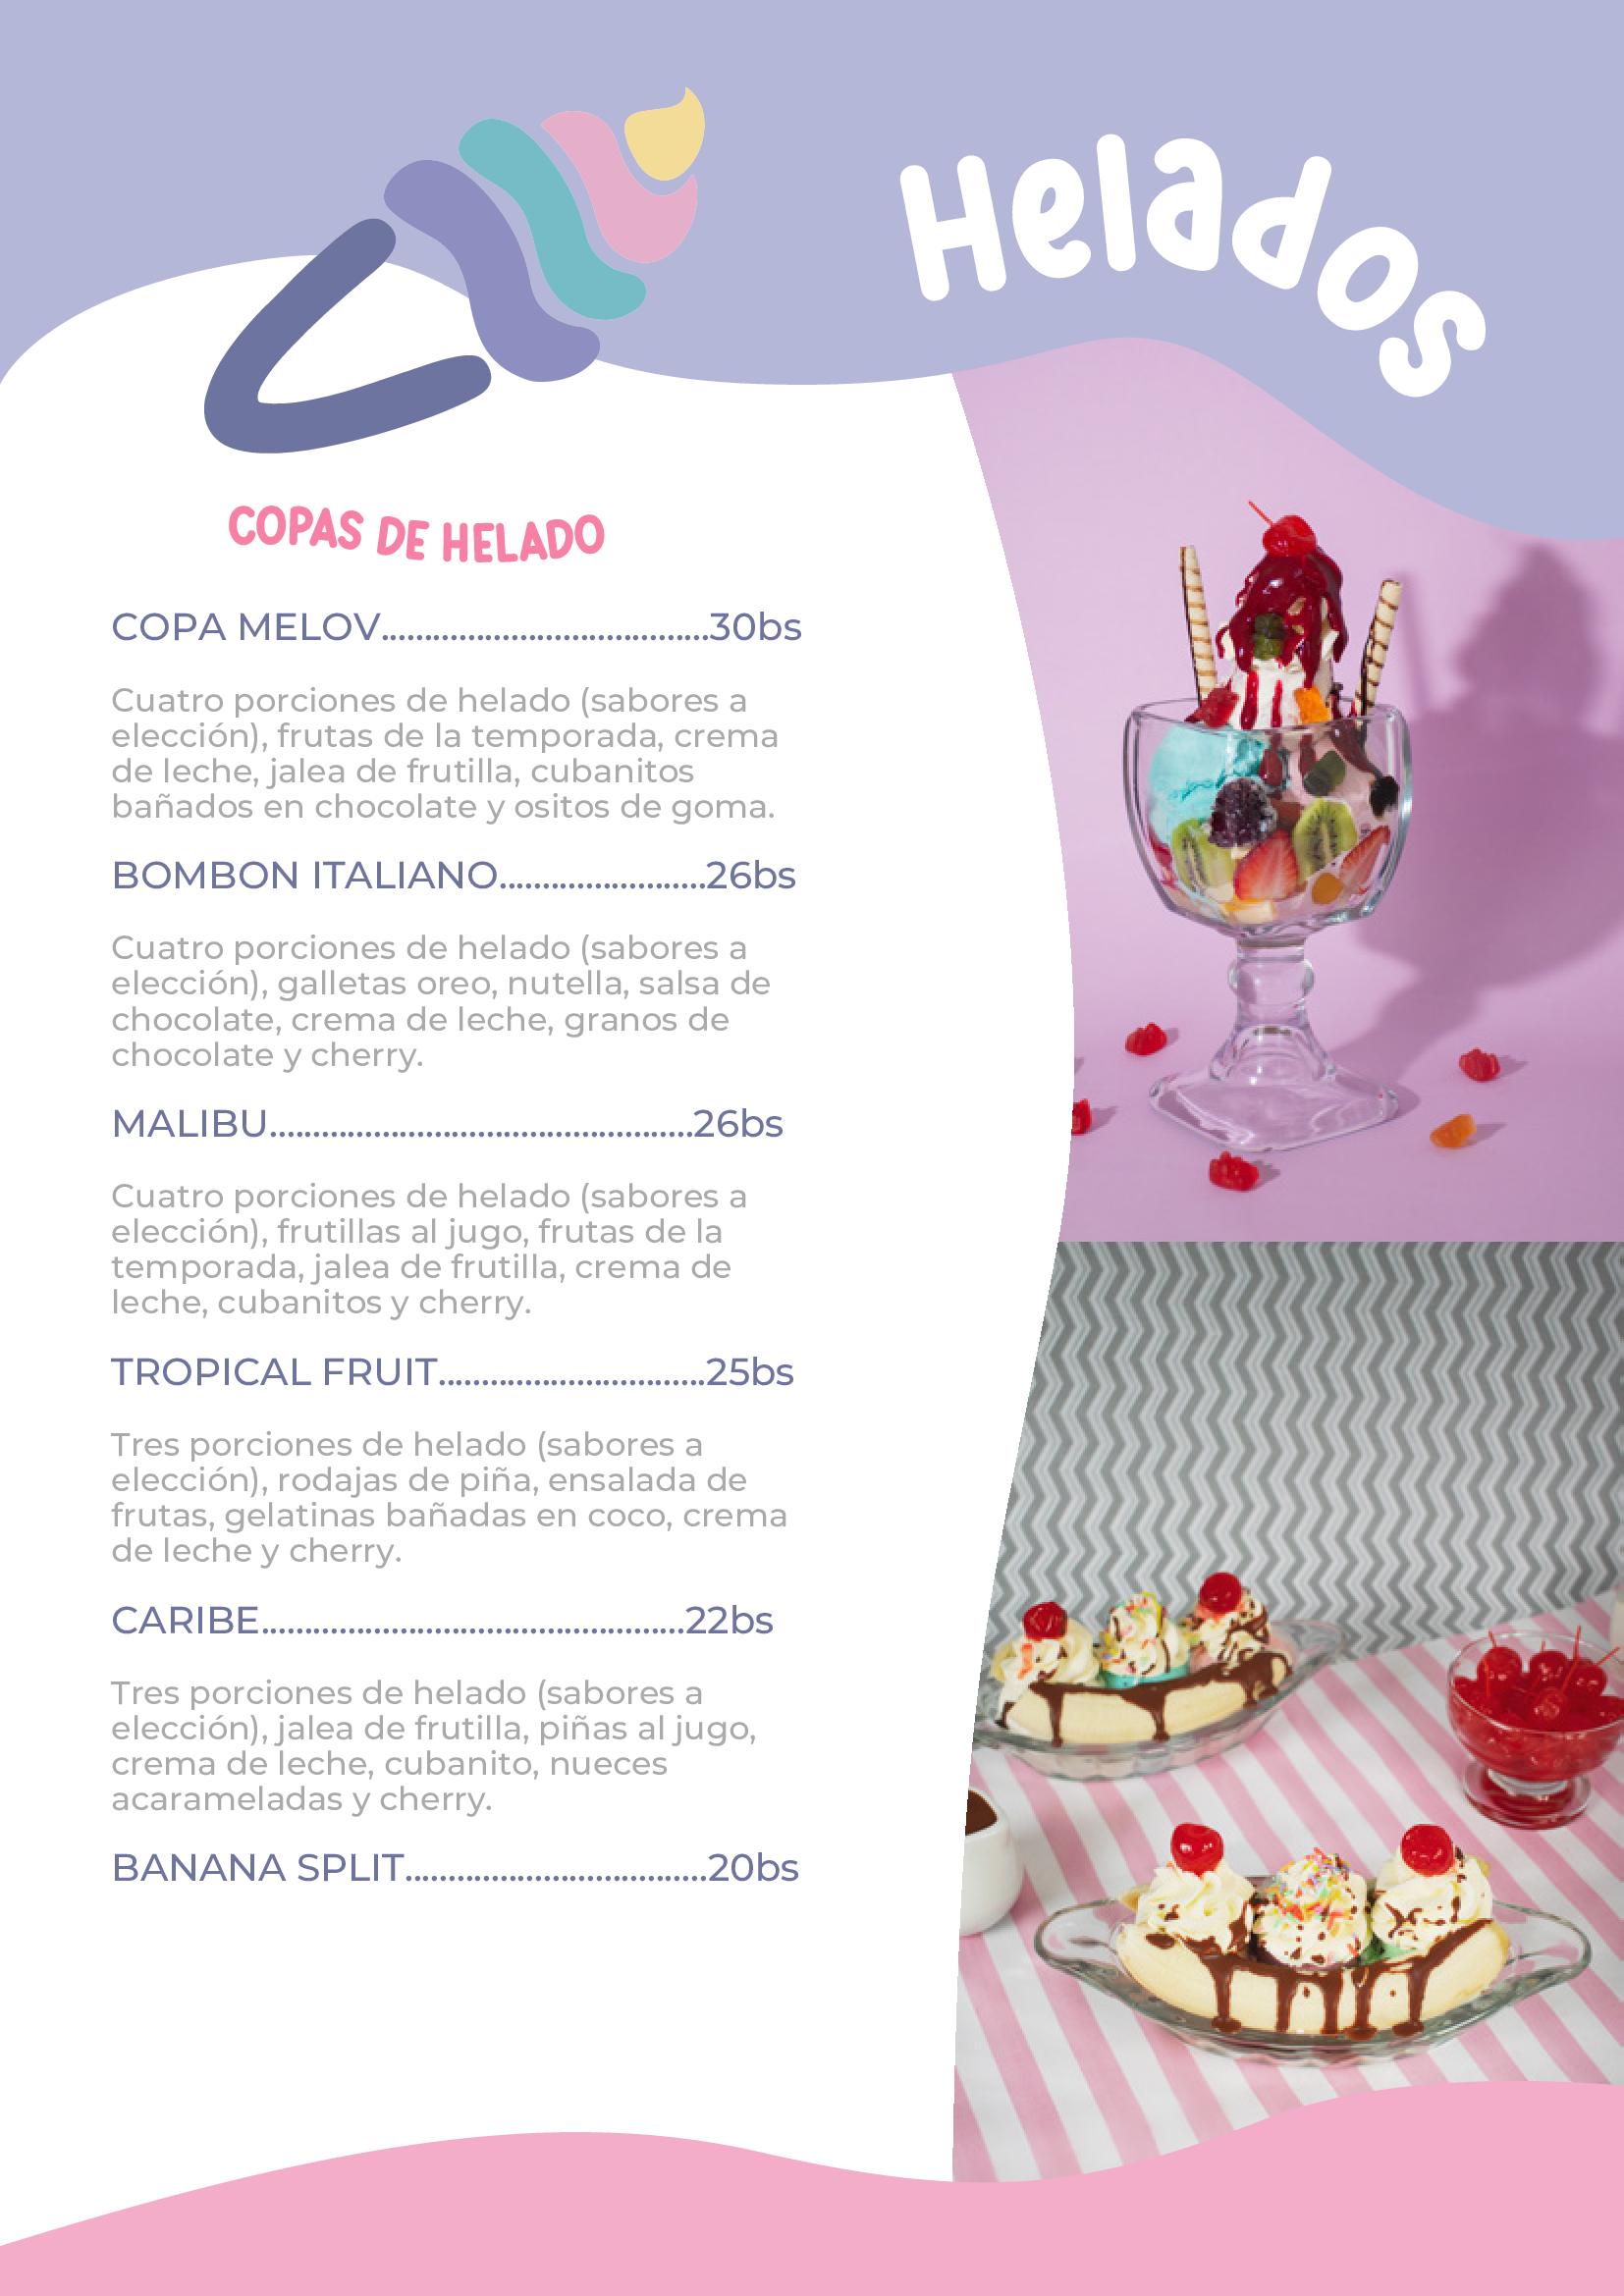 Helados
COPAS DE HELADO
COPA MELOV......................................30bs
Cuatro porciones de helado (sabores a
elección), frutas de la temporada, crema
de leche, jalea de frutilla, cubanitos
bañados en chocolate y ositos de goma.
BOMBON ITALIANO........................26bs
Cuatro porciones de helado (sabores a
elección), galletas oreo, nutella, salsa de
chocolate, crema de leche, granos de
chocolate y cherry.
MALIBU.................................................26bs
Cuatro porciones de helado (sabores a
elección), frutillas al jugo, frutas de la
temporada, jalea de frutilla, crema de
leche, cubanitos y cherry.
TROPICAL FRUIT...............................25bs
Tres porciones de helado (sabores a
elección), rodajas de piña, ensalada de
frutas, gelatinas bañadas en coco, crema
de leche y cherry.
CARIBE.................................................22bs
Tres porciones de helado (sabores a
elección), jalea de frutilla, piñas al jugo,
crema de leche, cubanito, nueces
acarameladas y cherry.
BANANA SPLIT...................................20bs